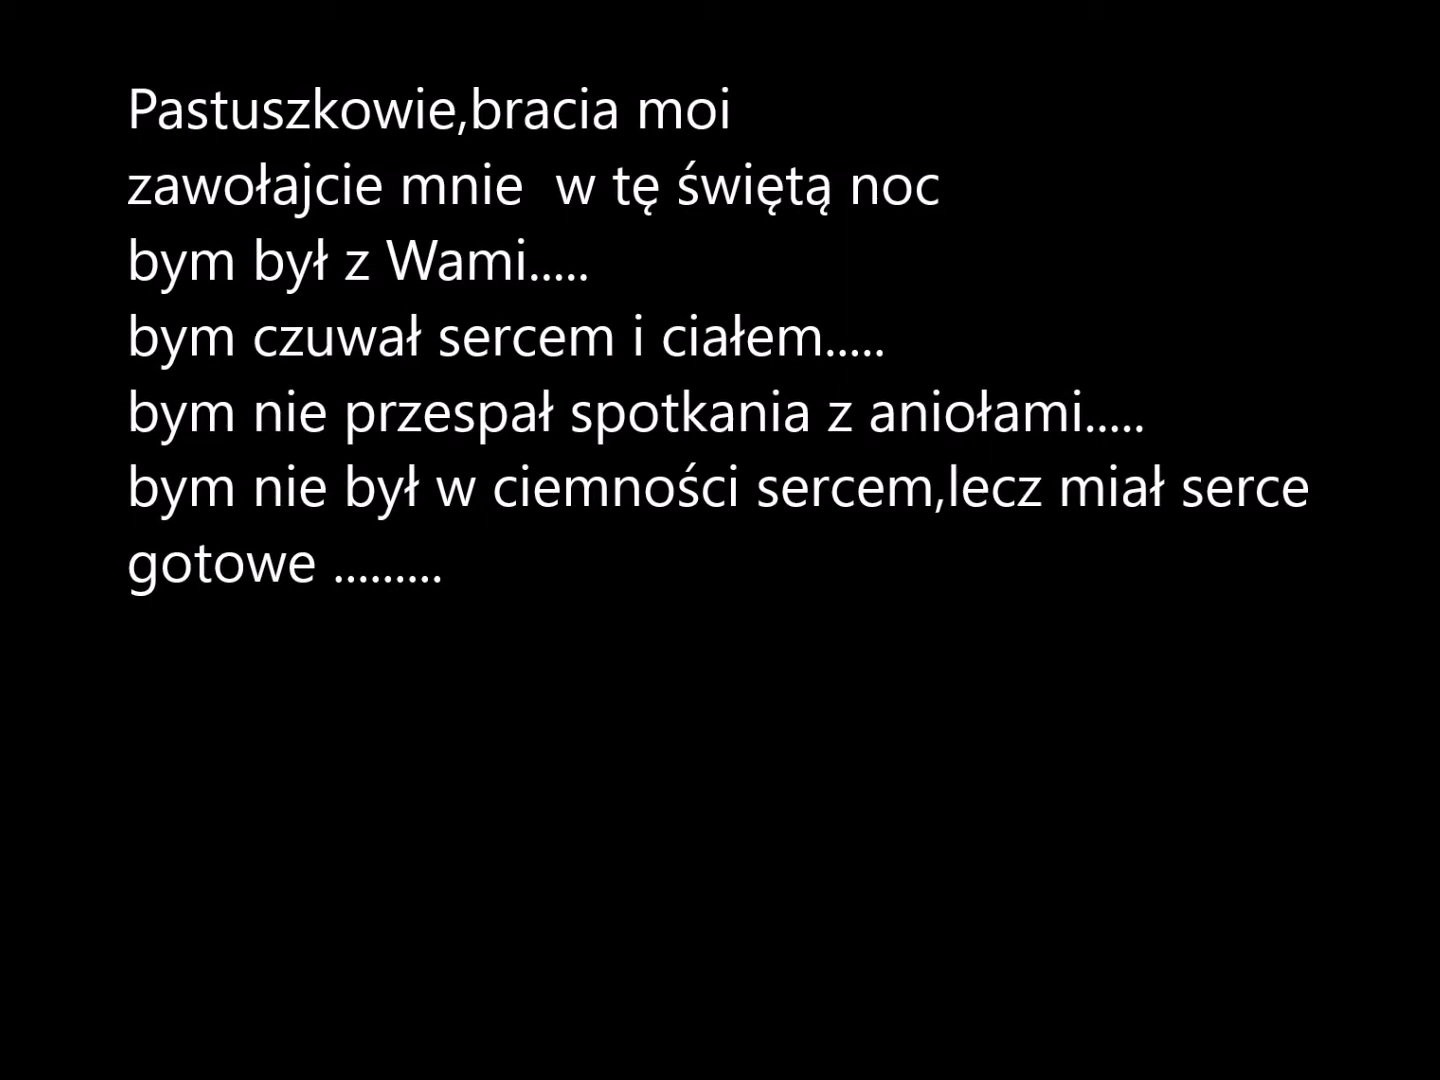 Pastuszkowie,bracia moi
zawołajcie mnie  w tę świętą noc
bym był z Wami.....
bym czuwał sercem i ciałem.....
bym nie przespał spotkania z aniołami.....
bym nie był w ciemności sercem,lecz miał serce
gotowe .........